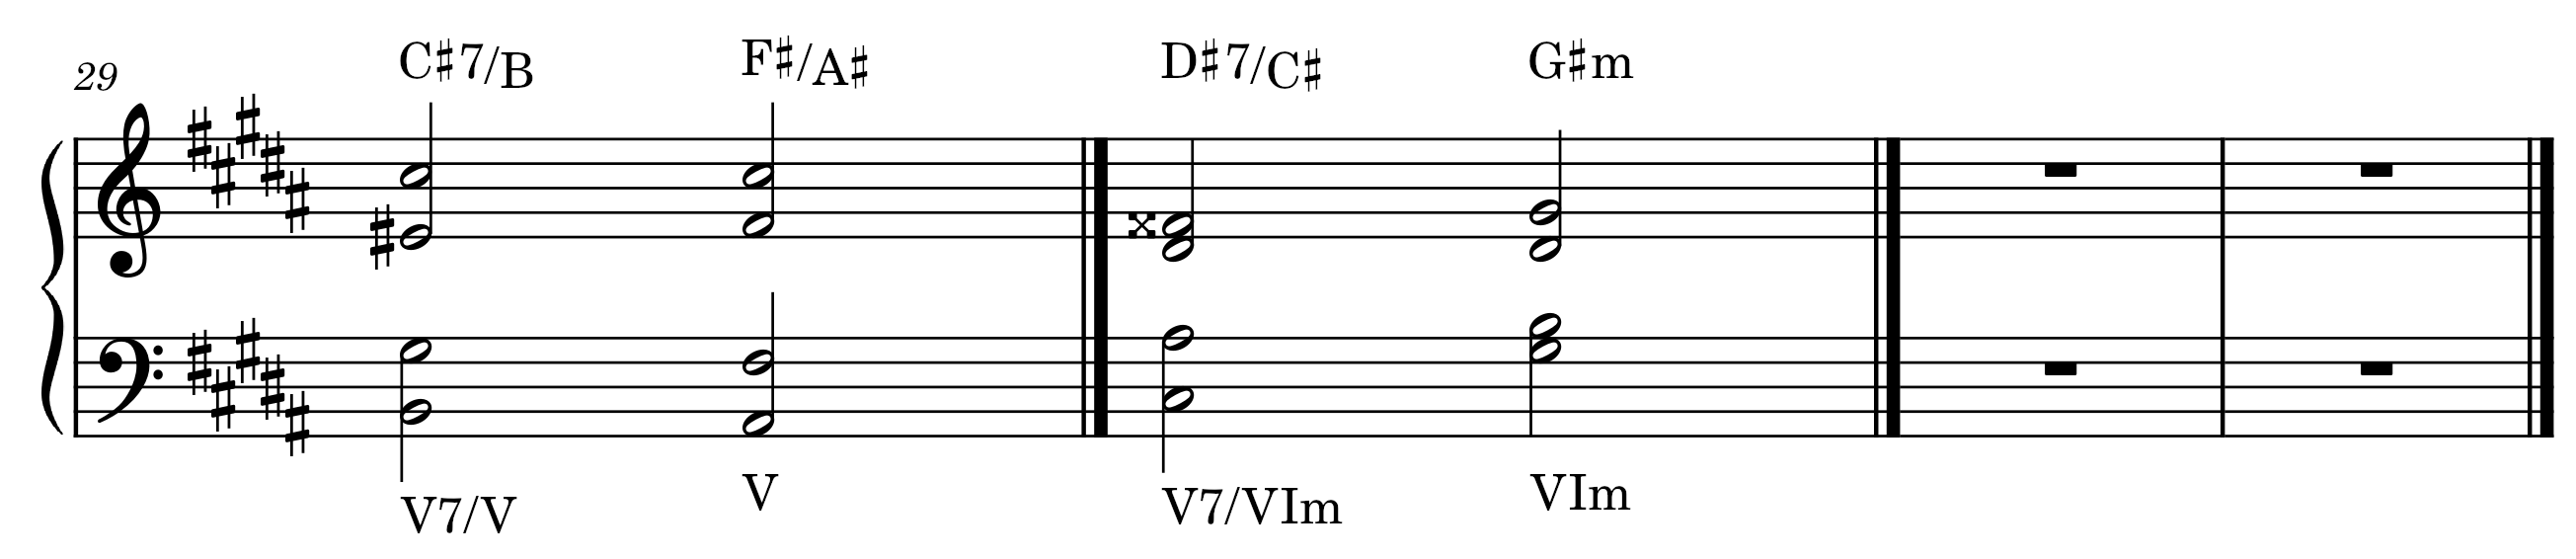 29 C♯7/B F♯/A♯ D♯7/C♯ G♯m
V7/V V V7/VIm VIm